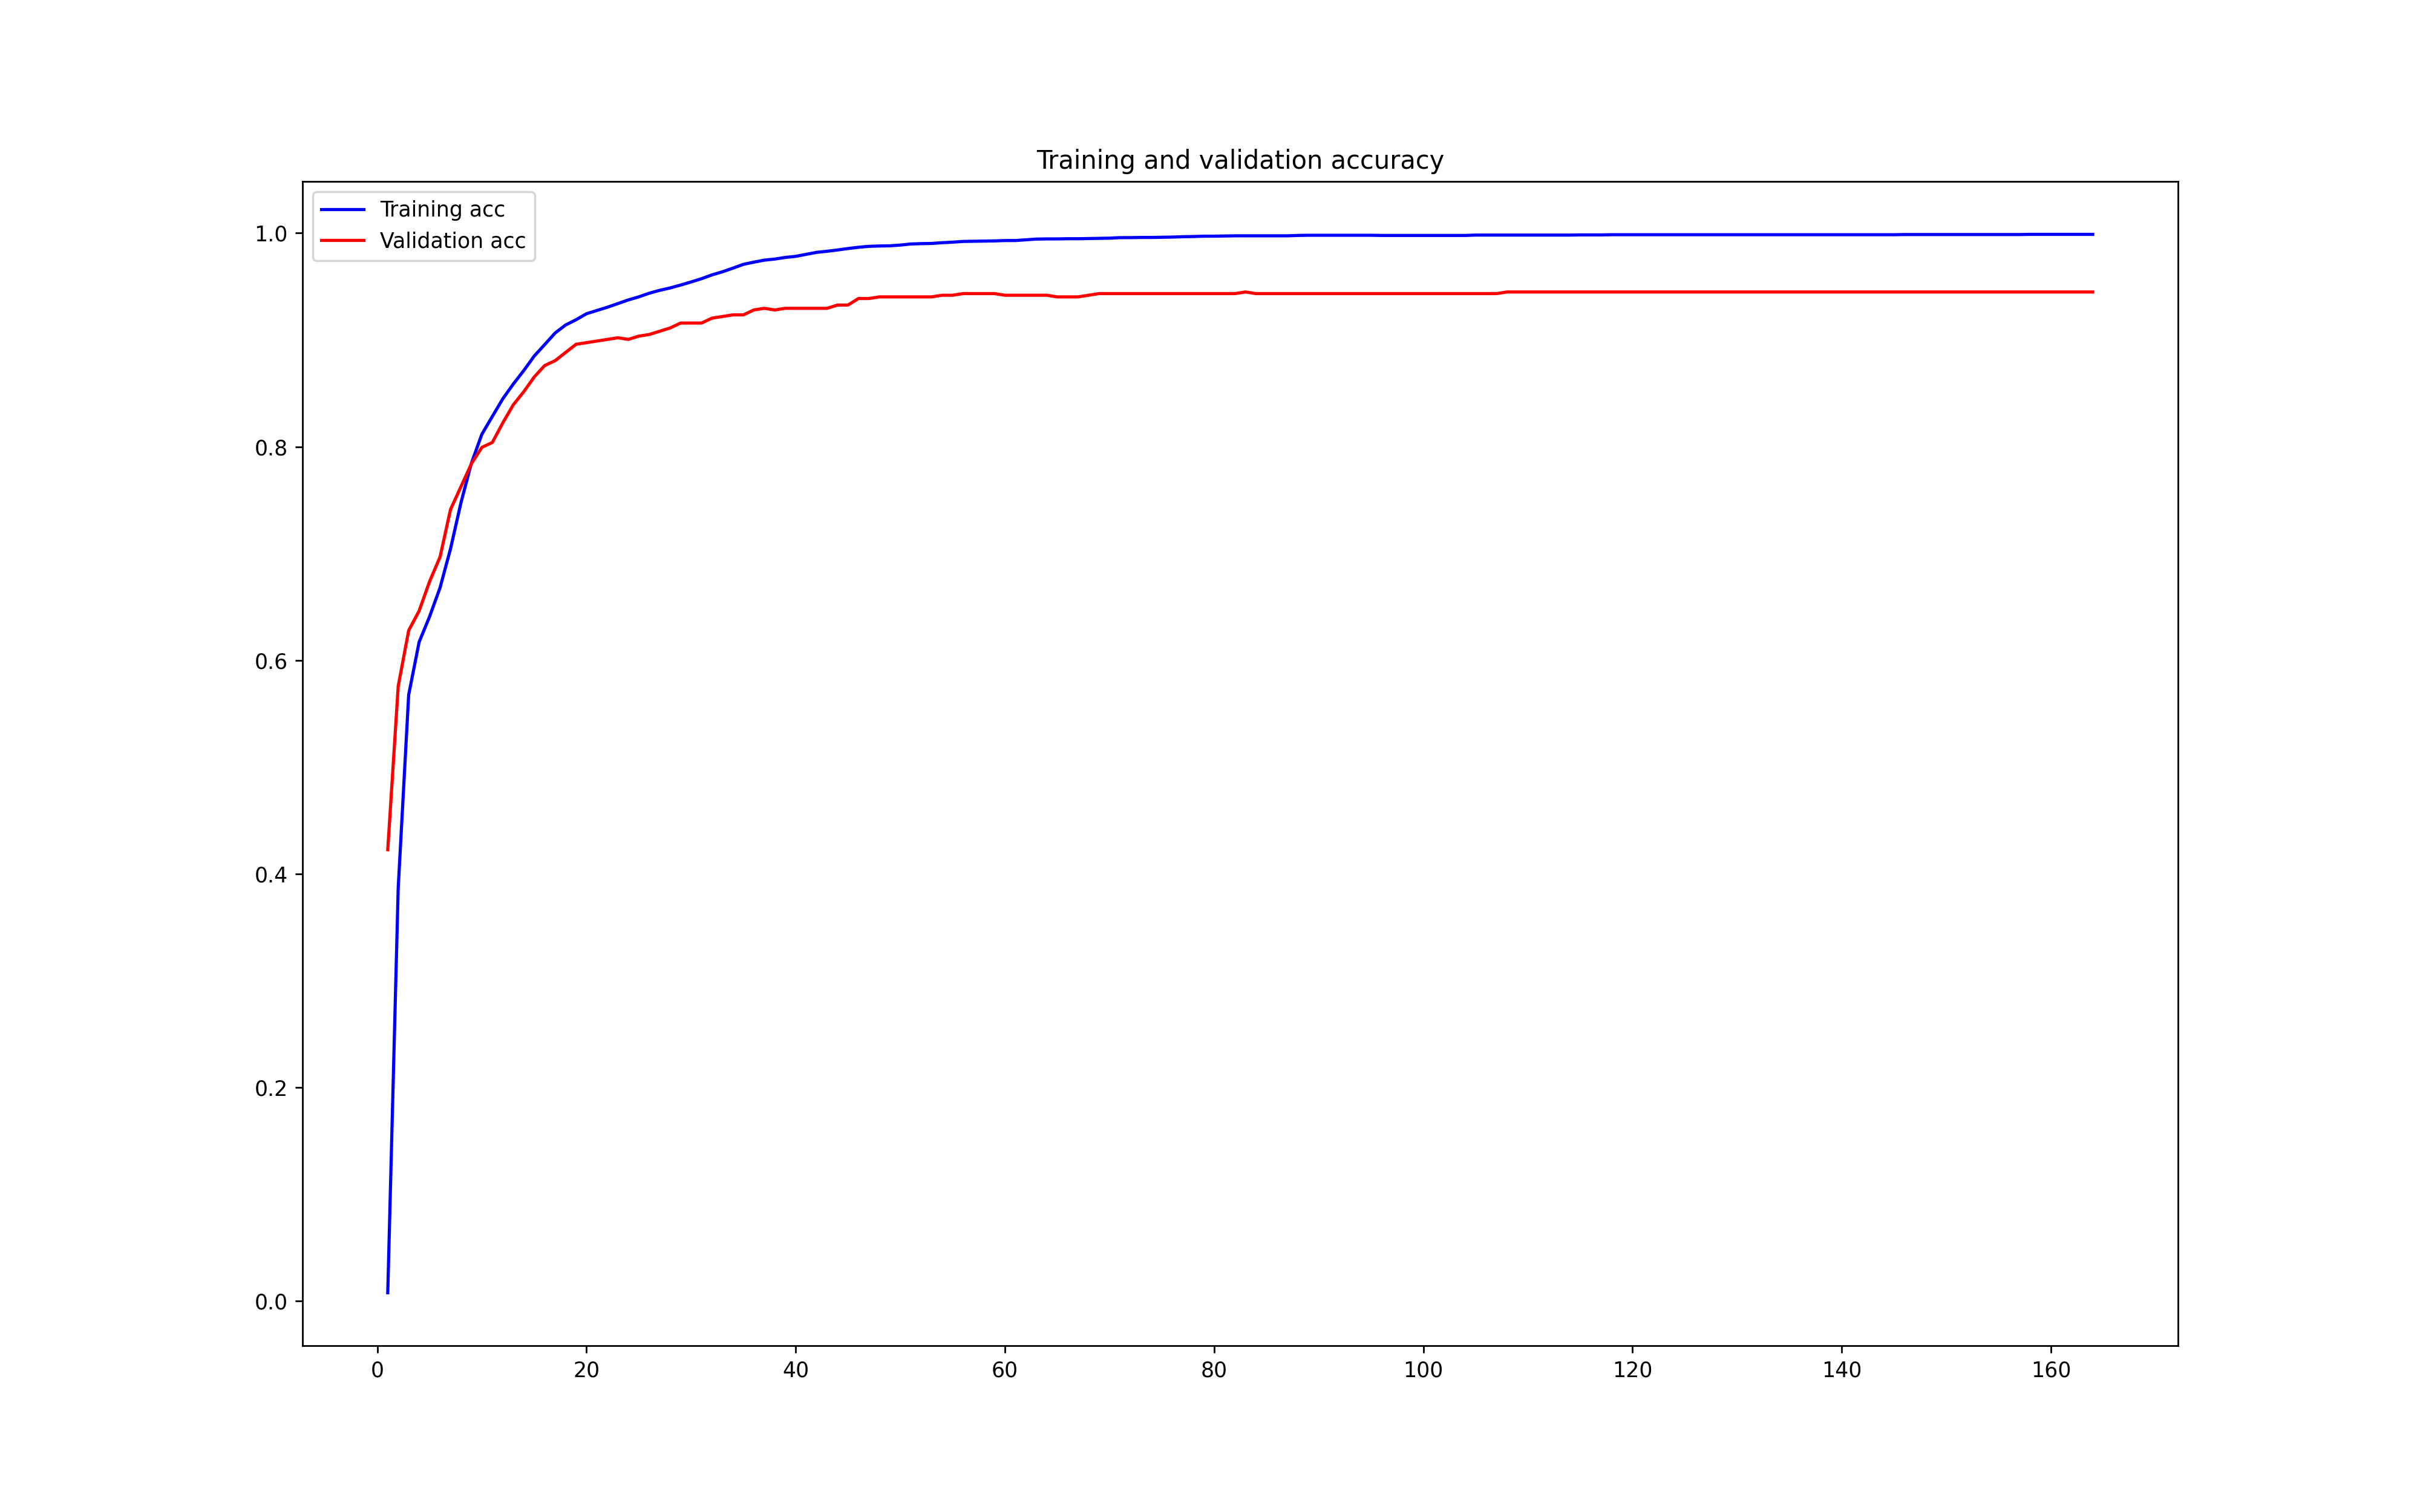 Training and validation accuracy
Training acc
Validation acc
1.0
0.8
0.6
0.4
0.2
0.0
0 20 40 60 80 100 120 140 160